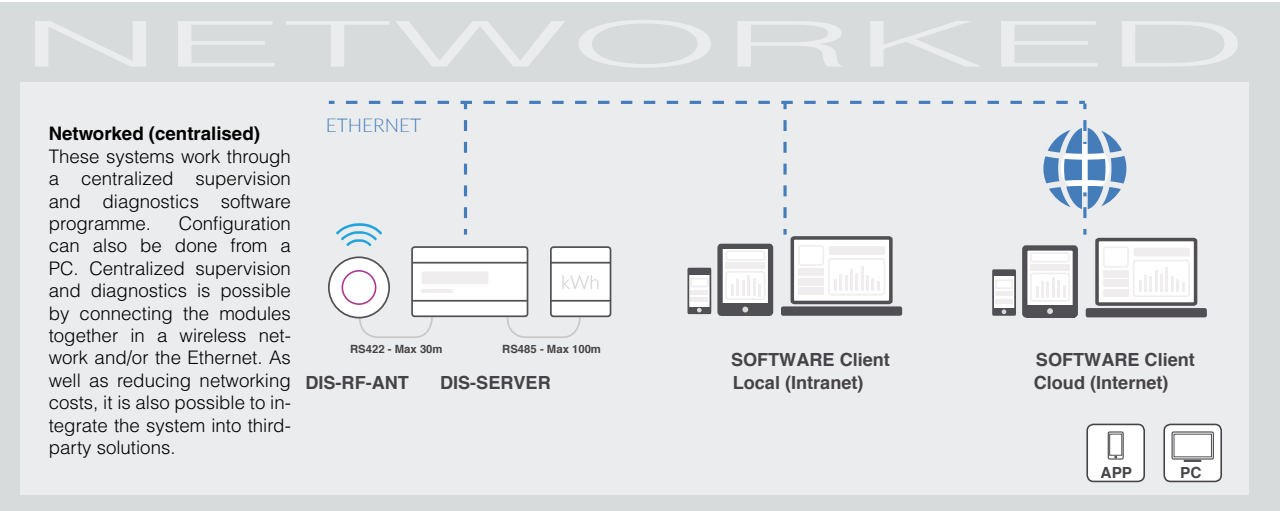 NETWORKED
Networked (centralised)
These systems work through
a centralized supervision
and diagnostics software
programme. Configuration
can also be done from a
PC. Centralized supervision
and diagnostics is possible
by connecting the modules
together in a wireless net-
work and/or the Ethernet. As
well as reducing networking
costs, it is also possible to in-
tegrate the system into third-
party solutions.
ETHERNET
kWh
RS422 - Max 30m
RS485 - Max 100m
DIS-RF-ANT
DIS-SERVER
SOFTWARE Client
Local (Intranet)
SOFTWARE Client
Cloud (Internet)
APP
PC